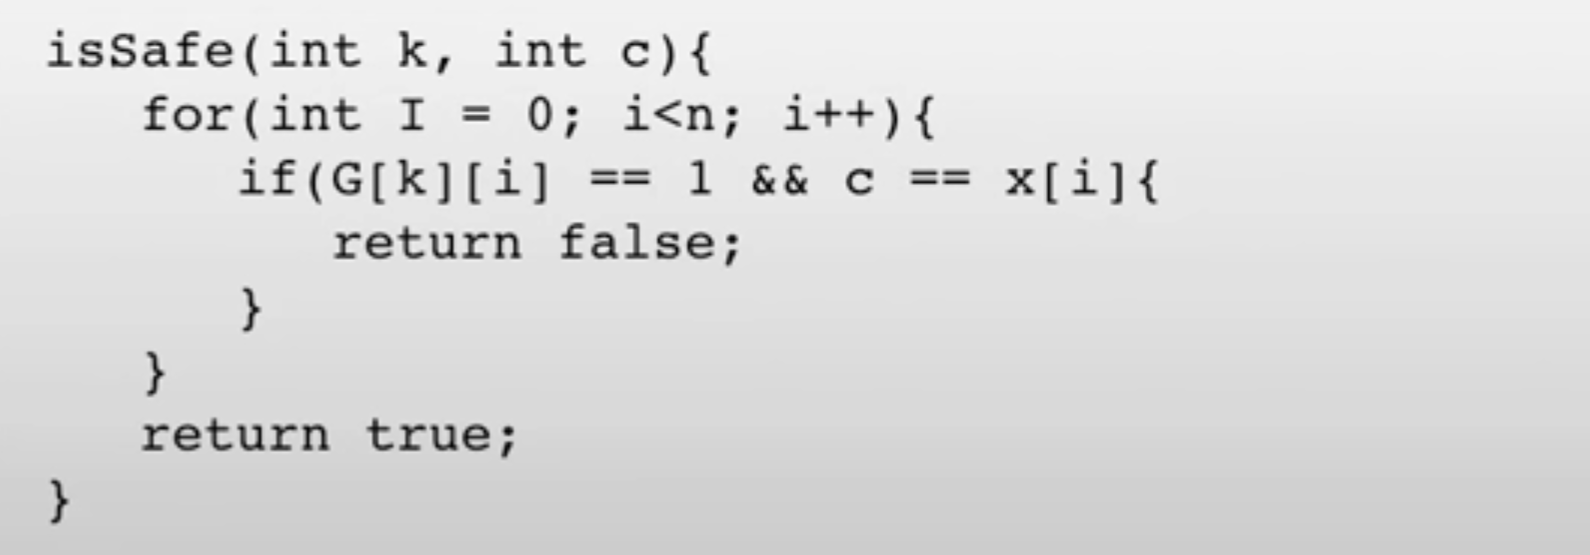 isSafe(int k, int c){
for(int I = 0; i<n; i++){
if(G[k][i] == 1 && c == x[i]{
return false;
}
}
return true;
}